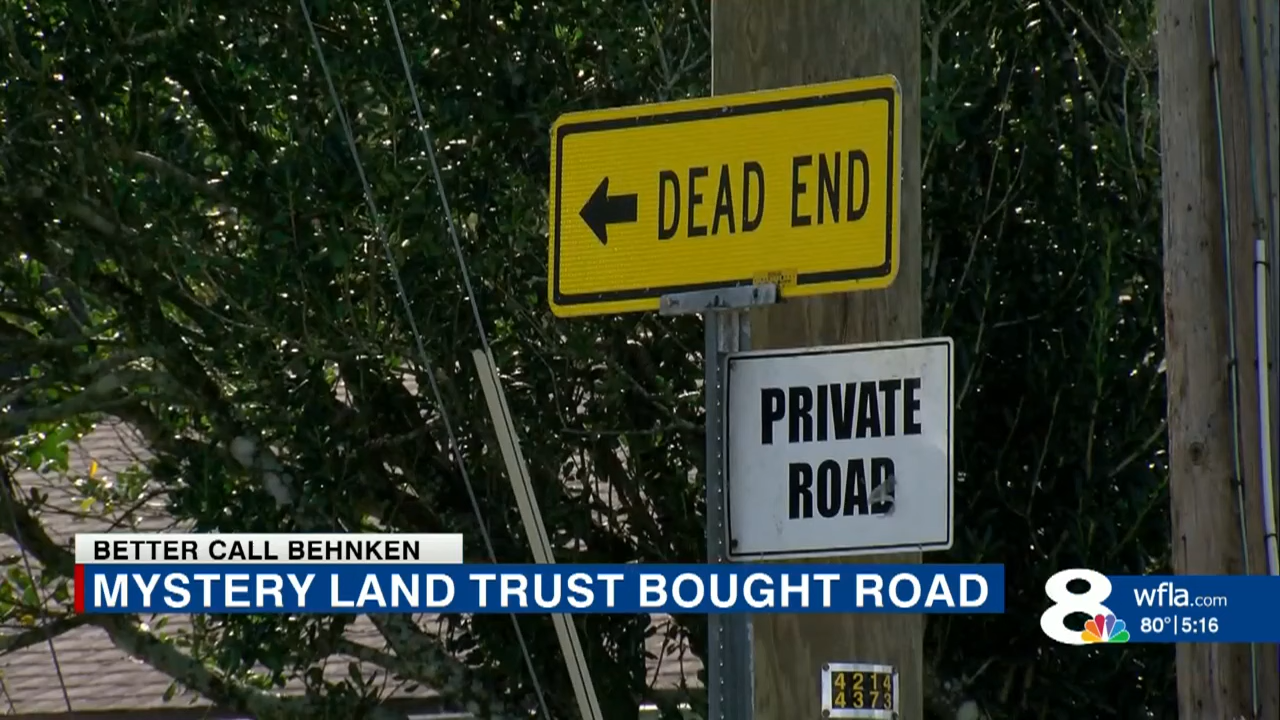 ← DEAD END
PRIVATE
ROAD
BETTER CALL BEHNKEN
MYSTERY LAND TRUST BOUGHT ROAD
8
wfla.com
80° | 5:16
4214
4373